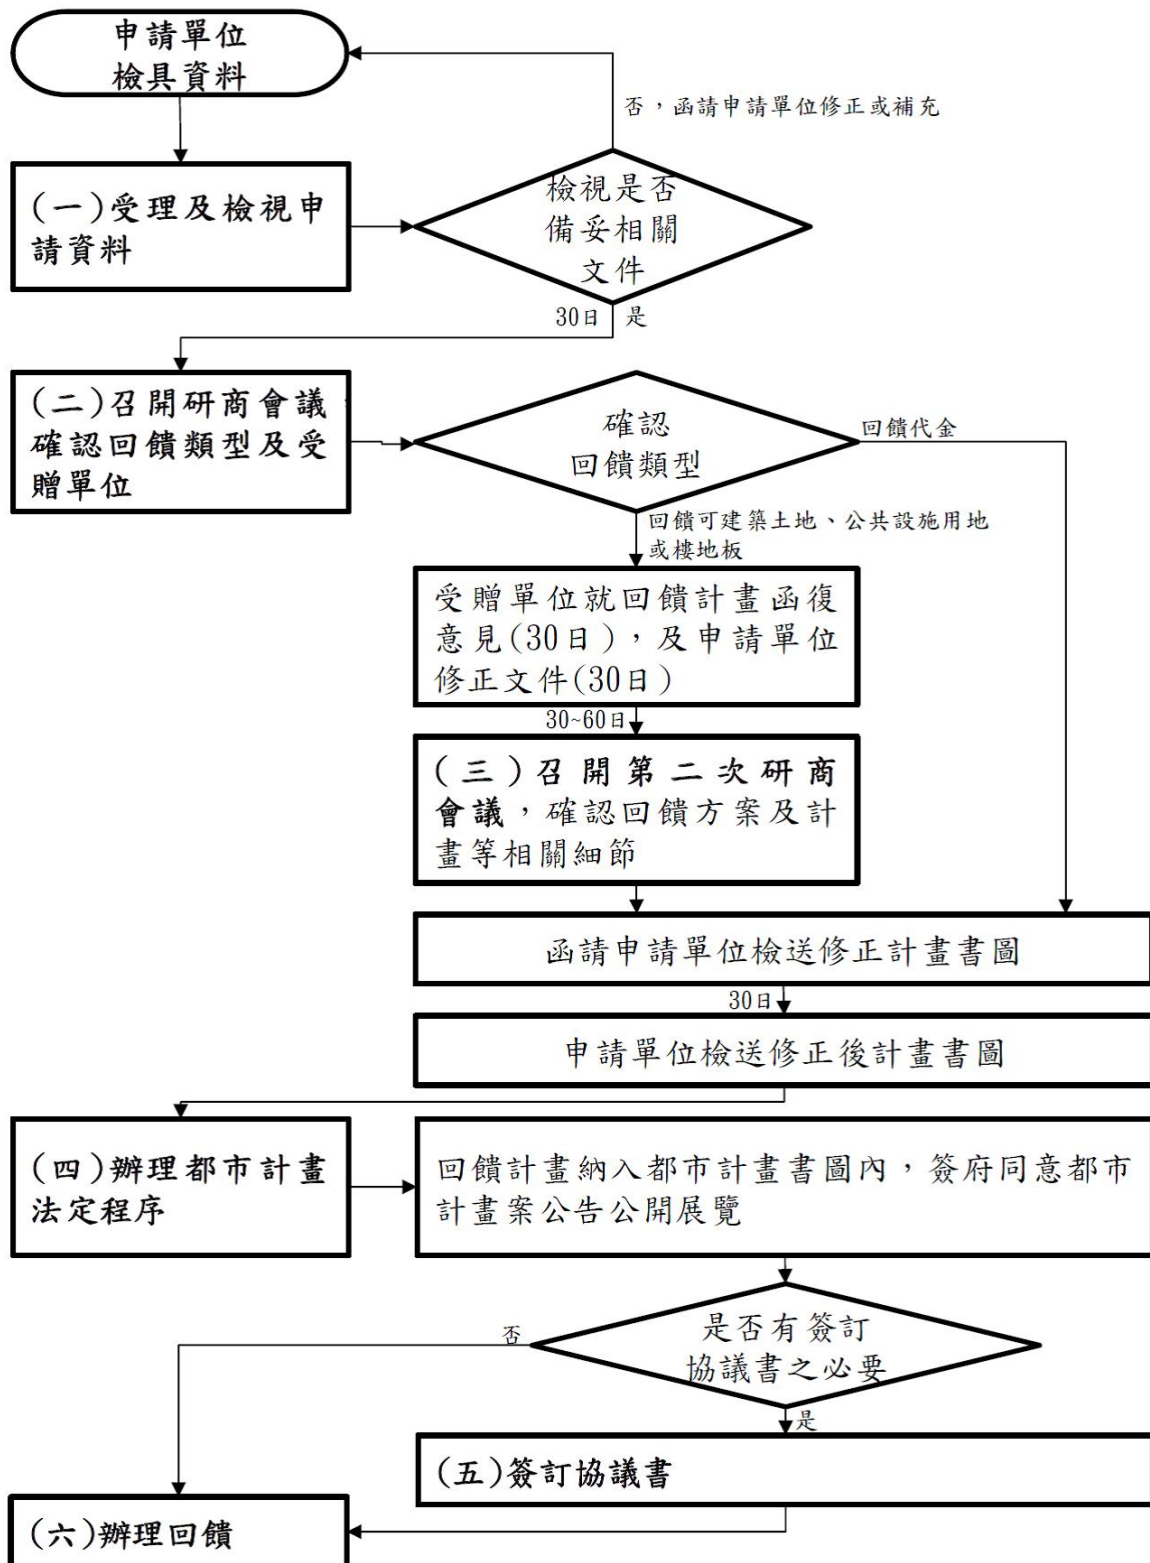 申請單位
檢具資料
否，函請申請單位修正或補充
(一)受理及檢視申
請資料
檢視是否
備妥相關
文件
30日 是
(二)召開研商會議
確認回饋類型及受
贈單位
確認
回饋類型
回饋代金
回饋可建築土地、公共設施用地
或樓地板
受贈單位就回饋計畫函復
意見(30日)，及申請單位
修正文件(30日)
30~60日
(三)召開第二次研商
會議，確認回饋方案及計
畫等相關細節
函請申請單位檢送修正計畫書圖
30日
申請單位檢送修正後計畫書圖
(四)辦理都市計畫
法定程序
回饋計畫納入都市計畫書圖內，簽府同意都市
計畫案公告公開展覽
是否有簽訂
協議書之必要
否
是
(五)簽訂協議書
(六)辦理回饋